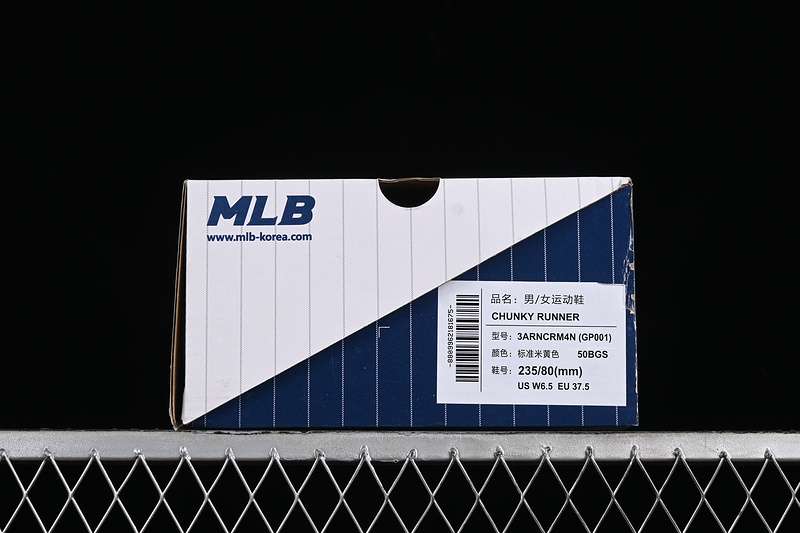 MLB
www.mlb-korea.com
-8809962181675-
品名：男/女运动鞋
CHUNKY RUNNER
型号：3ARNCRM4N (GP001)
颜色：标准米黄色 50BGS
鞋号：235/80(mm)
US W6.5 EU 37.5